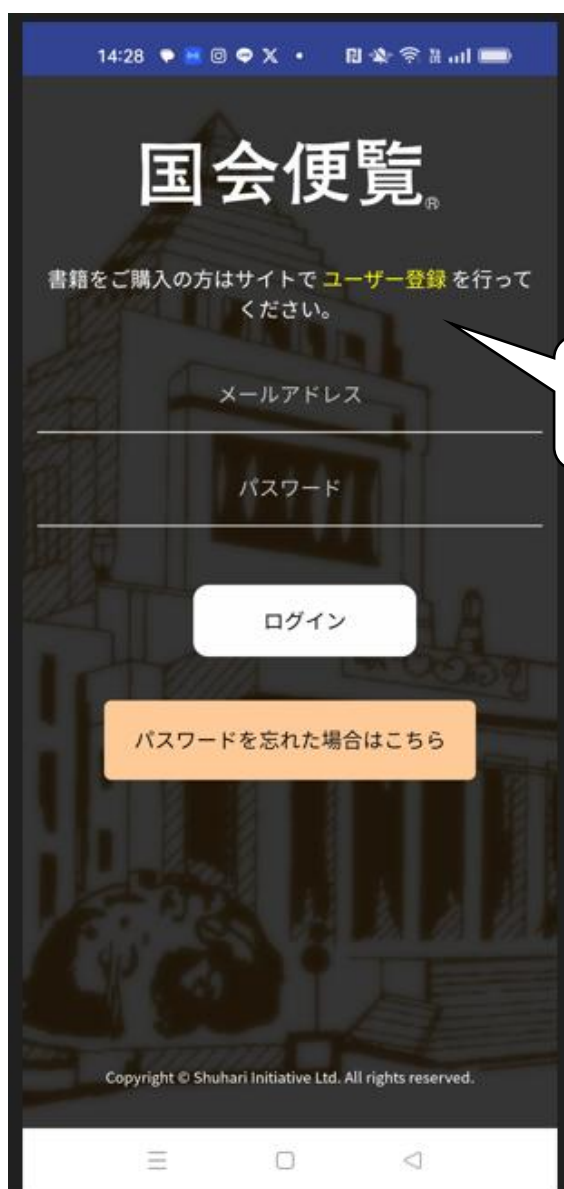 14:28
国会便覧®
書籍をご購入の方はサイトで ユーザー登録 を行って
ください。
メールアドレス
パスワード
ログイン
パスワードを忘れた場合はこちら
Copyright © Shuhari Initiative Ltd. All rights reserved.